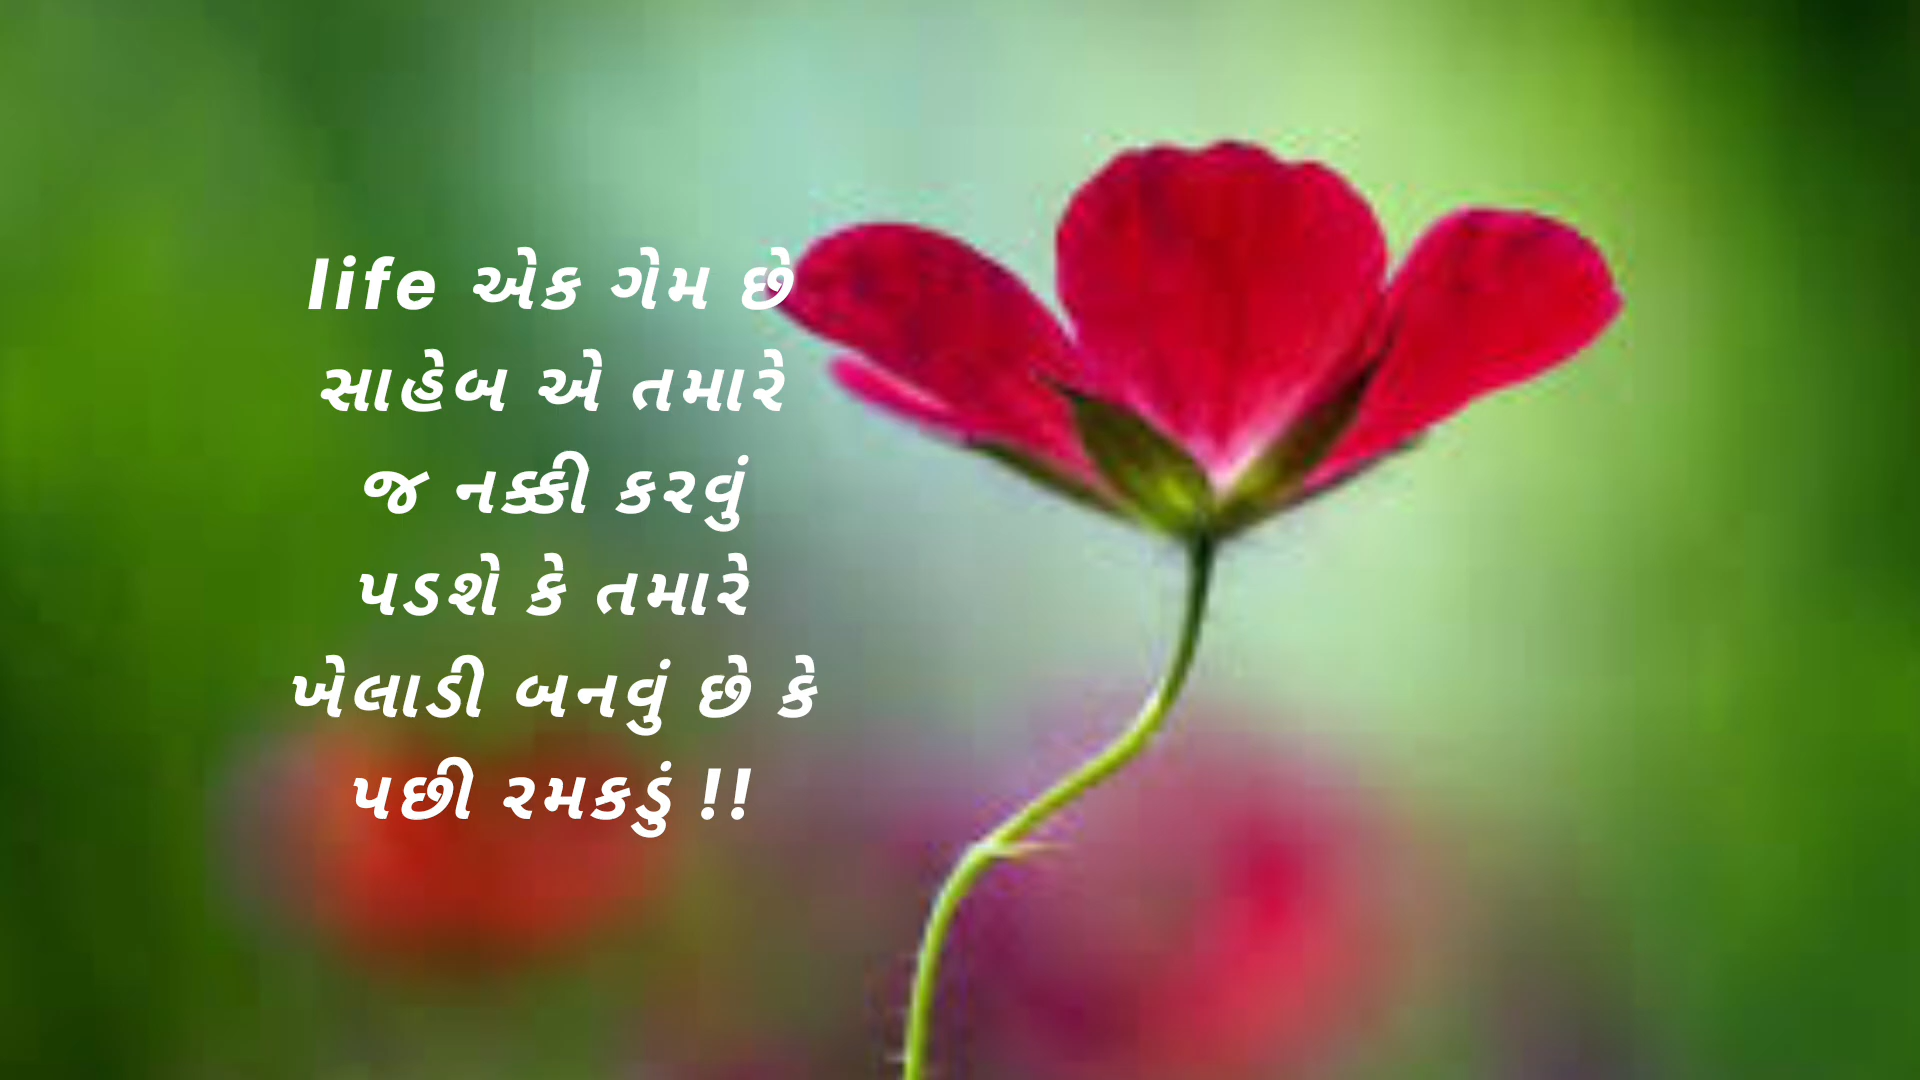 life એક ગેમ છે
સાહેબ એ તમારે
જ નક્કી કરવું
પડશે કે તમારે
ખેલાડી બનવું છે કે
પછી રમકડું !!